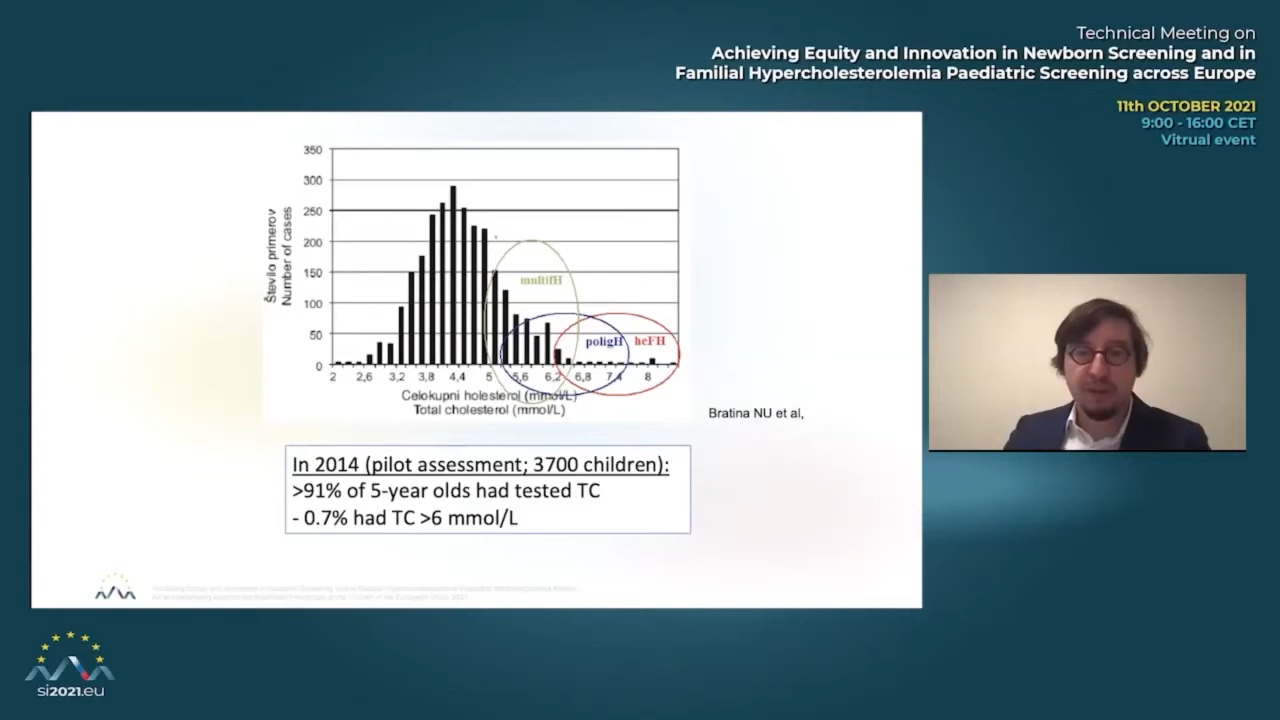 Technical Meeting on
Achieving Equity and Innovation in Newborn Screening and in
Familial Hypercholesterolemia Paediatric Screening across Europe
11th OCTOBER 2021
9:00 - 16:00 CET
Vitrual event
350
300
250
200
150
100
50
0
Število primerov
Number of cases
multifH
poligH
heFH
2 2,6 3,2 3,8 4,4 5 5,6 6,2 6,8 7,4 8
Celokupni holesterol (mmol/L)
Total cholesterol (mmol/L)
Bratina NU et al,
In 2014 (pilot assessment; 3700 children):
>91% of 5-year olds had tested TC
- 0.7% had TC >6 mmol/L
si2021.eu